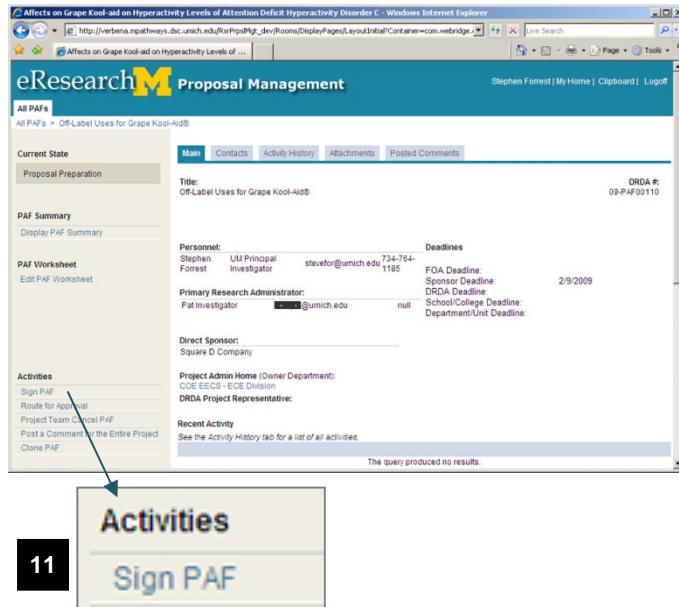 Affects on Grape Kool-aid on Hyperactivity Levels of Attention Deficit Hyperactivity Disorder C - Windows Internet Explorer
http://verbena.mpathways.dsc.umich.edu/RsrPrpslMgt_dev/Rooms/DisplayPages/LayoutInitial?Container=com.webridge.
Live Search
Affects on Grape Kool-aid on Hyperactivity Levels of ...
Page
Tools
eResearch M Proposal Management
Stephen Forrest | My Home | Clipboard | Logoff
All PAFs
All PAFs > Off-Label Uses for Grape Kool-Aid®
Current State
Proposal Preparation
PAF Summary
Display PAF Summary
PAF Worksheet
Edit PAF Worksheet
Activities
Sign PAF
Route for Approval
Project Team Cancel PAF
Post a Comment for the Entire Project
Clone PAF
Main Contacts Activity History Attachments Posted Comments
Title:
Off-Label Uses for Grape Kool-Aid®
DRDA #:
09-PAF00110
Personnel:
Stephen Forrest UM Principal Investigator stevefor@umich.edu 734-764-1185
Primary Research Administrator:
Pat Investigator @umich.edu null
Deadlines
FOA Deadline:
Sponsor Deadline: 2/9/2009
DRDA Deadline:
School/College Deadline:
Department/Unit Deadline:
Direct Sponsor:
Square D Company
Project Admin Home (Owner Department):
COE EECS - ECE Division
DRDA Project Representative:
Recent Activity
See the Activity History tab for a list of all activities.
The query produced no results.
11
Activities
Sign PAF